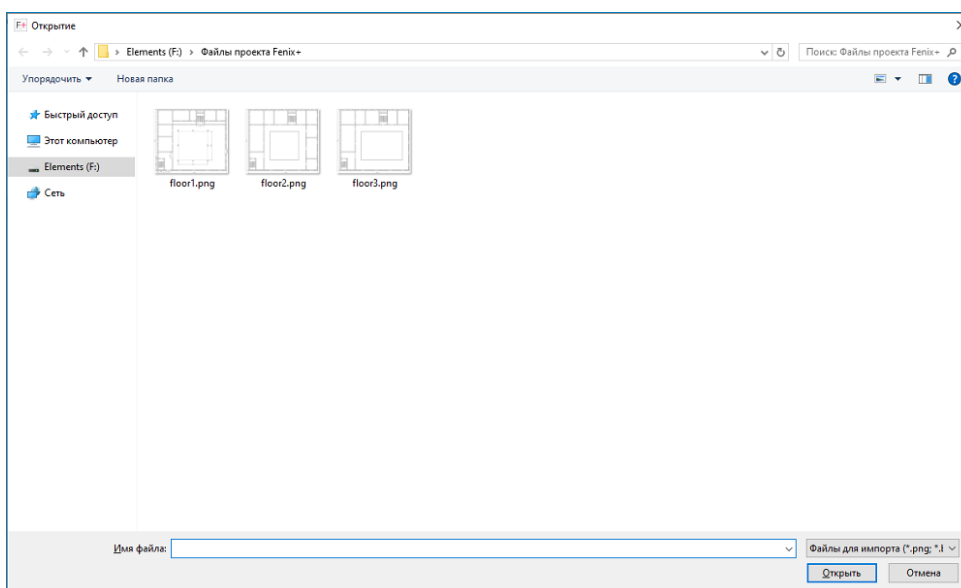 F+ Открытие
Elements (F:) > Файлы проекта Fenix+
Поиск: Файлы проекта Fenix+
Упорядочить
Новая папка
?
Быстрый доступ
Этот компьютер
Elements (F:)
Сеть
floor1.png
floor2.png
floor3.png
Имя файла:
Файлы для импорта (*.png; *.l
Открыть
Отмена